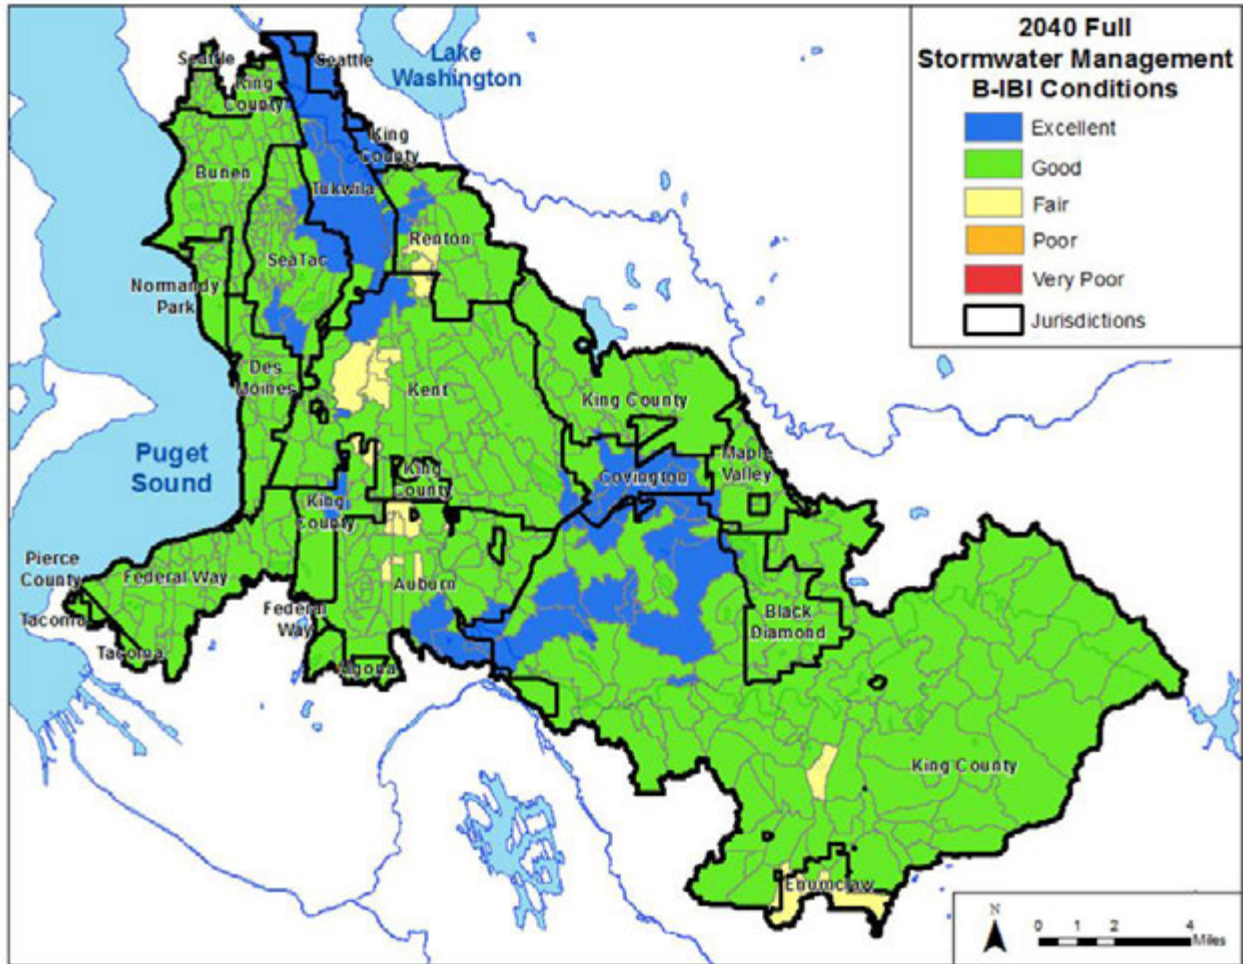 2040 Full
Stormwater Management
B-IBI Conditions
Excellent
Good
Fair
Poor
Very Poor
Jurisdictions
Lake
Washington
Seattle
Seattle
King
County
King
County
Burien
Tukwila
Renton
SeaTac
Normandy
Park
Des
Moines
Kent
King County
Puget
Sound
Covington
Maple
Valley
King
County
King
County
Pierce
County
Federal Way
Auburn
Tacoma
Federal
Way
Black
Diamond
Tacoma
Algona
King County
Enumclaw
N
0 1 2 4
Miles